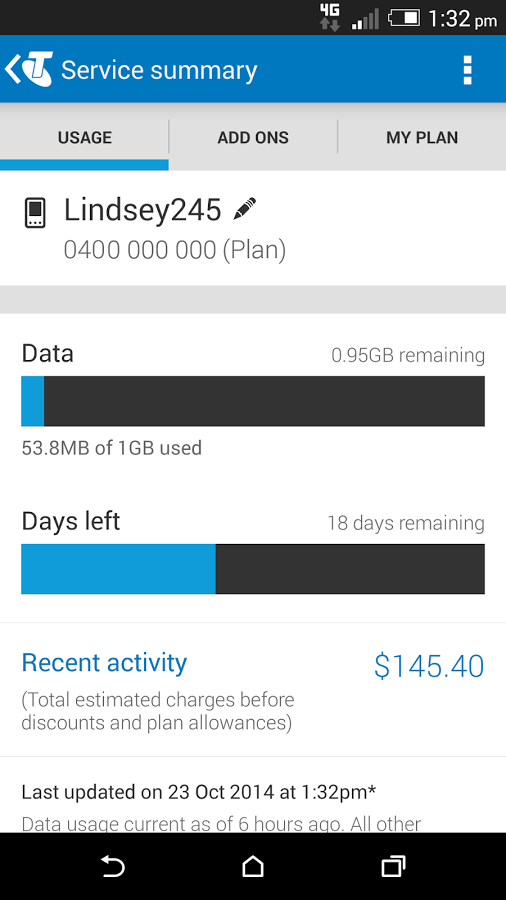 4G 1:32 pm
Service summary
USAGE ADD ONS MY PLAN
Lindsey245
0400 000 000 (Plan)
Data 0.95GB remaining
53.8MB of 1GB used
Days left 18 days remaining
Recent activity $145.40
(Total estimated charges before
discounts and plan allowances)
Last updated on 23 Oct 2014 at 1:32pm*
Data usage current as of 6 hours ago. All other